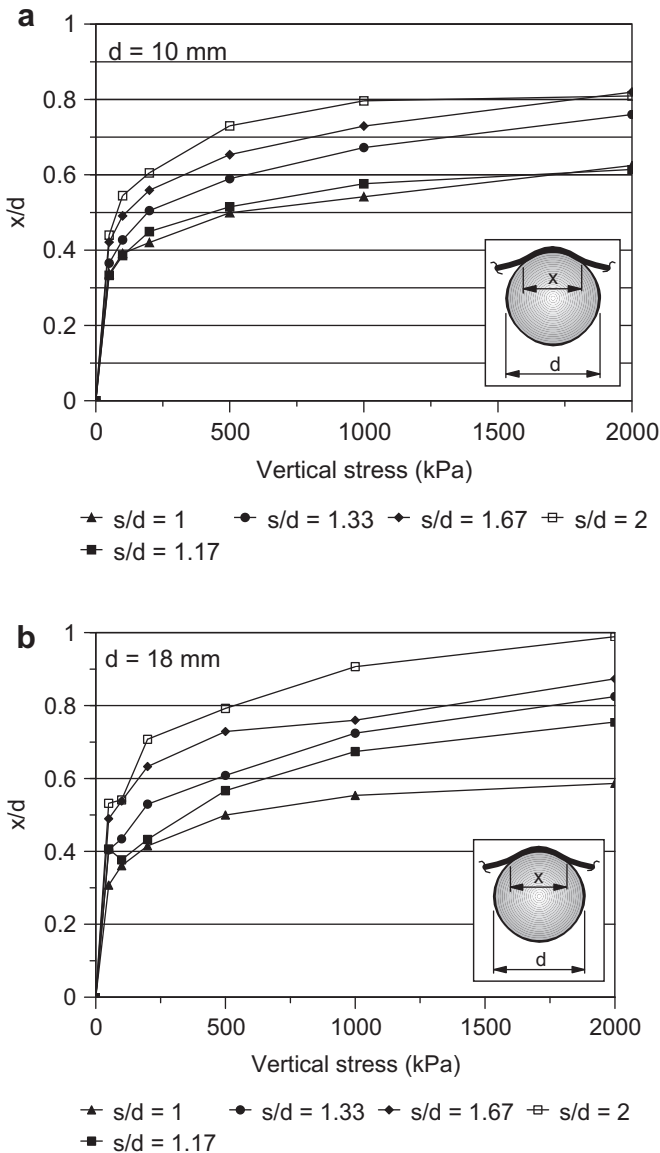 a
d = 10 mm
1
0.8
0.6
0.4
0.2
0
x/d
0 500 1000 1500 2000
Vertical stress (kPa)
x
d
s/d = 1 s/d = 1.33 s/d = 1.67 s/d = 2
s/d = 1.17
b
d = 18 mm
1
0.8
0.6
0.4
0.2
0
x/d
0 500 1000 1500 2000
Vertical stress (kPa)
x
d
s/d = 1 s/d = 1.33 s/d = 1.67 s/d = 2
s/d = 1.17